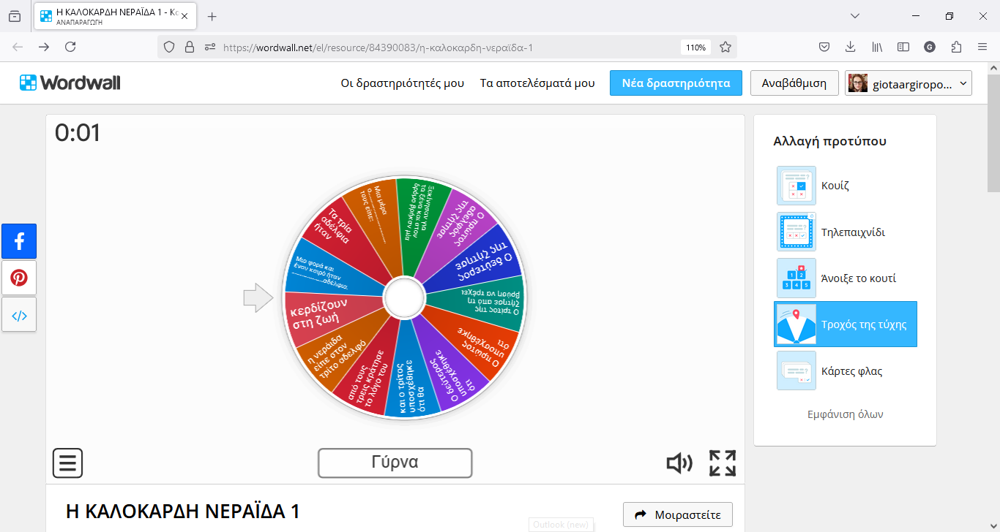 Η ΚΑΛΟΚΑΡΔΗ ΝΕΡΑΪΔΑ 1 - Κο
ΑΝΑΠΑΡΑΓΩΓΗ
https://wordwall.net/el/resource/84390083/η-καλοκαρδη-νεραϊδα-1
110%
G
Wordwall
Οι δραστηριότητές μου
Τα αποτελέσματά μου
Νέα δραστηριότητα
Αναβάθμιση
giotaargiropo...
0:01
Ξεκίνησαν για
τα ξένα και στον
δρόμο βρήκαν μία
Ο πρώτος
αδερφός
της ζήτησε
Ο δεύτερος
της ζήτησε
Ο τρίτος της
ζήτησε από τη
βρύση να τρέχει
Ο πρώτος
υποσχέθηκε
ότι
Ο δεύτερος
υποσχέθηκε
ότι
και ο τρίτος
υποσχέθηκε
ότι θα
από τους
τρεις κράτησε
το λόγο του
η νεράιδα
είπε στον
τρίτο αδελφό
κερδίζουν
στη ζωή
Μια φορά και
έναν καιρό ήταν
..................αδέλφια.
Τα τρία
αδέλφια
ήταν
Μια μέρα
ο........................
τους είπε:
Γύρνα
Αλλαγή προτύπου
Κουίζ
Τηλεπαιχνίδι
Άνοιξε το κουτί
Τροχός της τύχης
Κάρτες φλας
Εμφάνιση όλων
Η ΚΑΛΟΚΑΡΔΗ ΝΕΡΑΪΔΑ 1
Μοιραστείτε
Outlook (new)